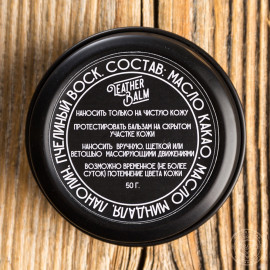 СОСТАВ: МАСЛО КАКАО, МАСЛО МИНДАЛЯ, ЛАНОЛИН, ПЧЕЛИНЫЙ ВОСК.
LEATHER
BALM
НАНОСИТЬ ТОЛЬКО НА ЧИСТУЮ КОЖУ
ПРОТЕСТИРОВАТЬ БАЛЬЗАМ НА СКРЫТОМ
УЧАСТКЕ КОЖИ
НАНОСИТЬ ВРУЧНУЮ, ЩЕТКОЙ ИЛИ
ВЕТОШЬЮ МАССИРУЮЩИМИ ДВИЖЕНИЯМИ
ВОЗМОЖНО ВРЕМЕННОЕ (НЕ БОЛЕЕ
СУТОК) ПОТЕМНЕНИЕ ЦВЕТА КОЖИ
50 Г.